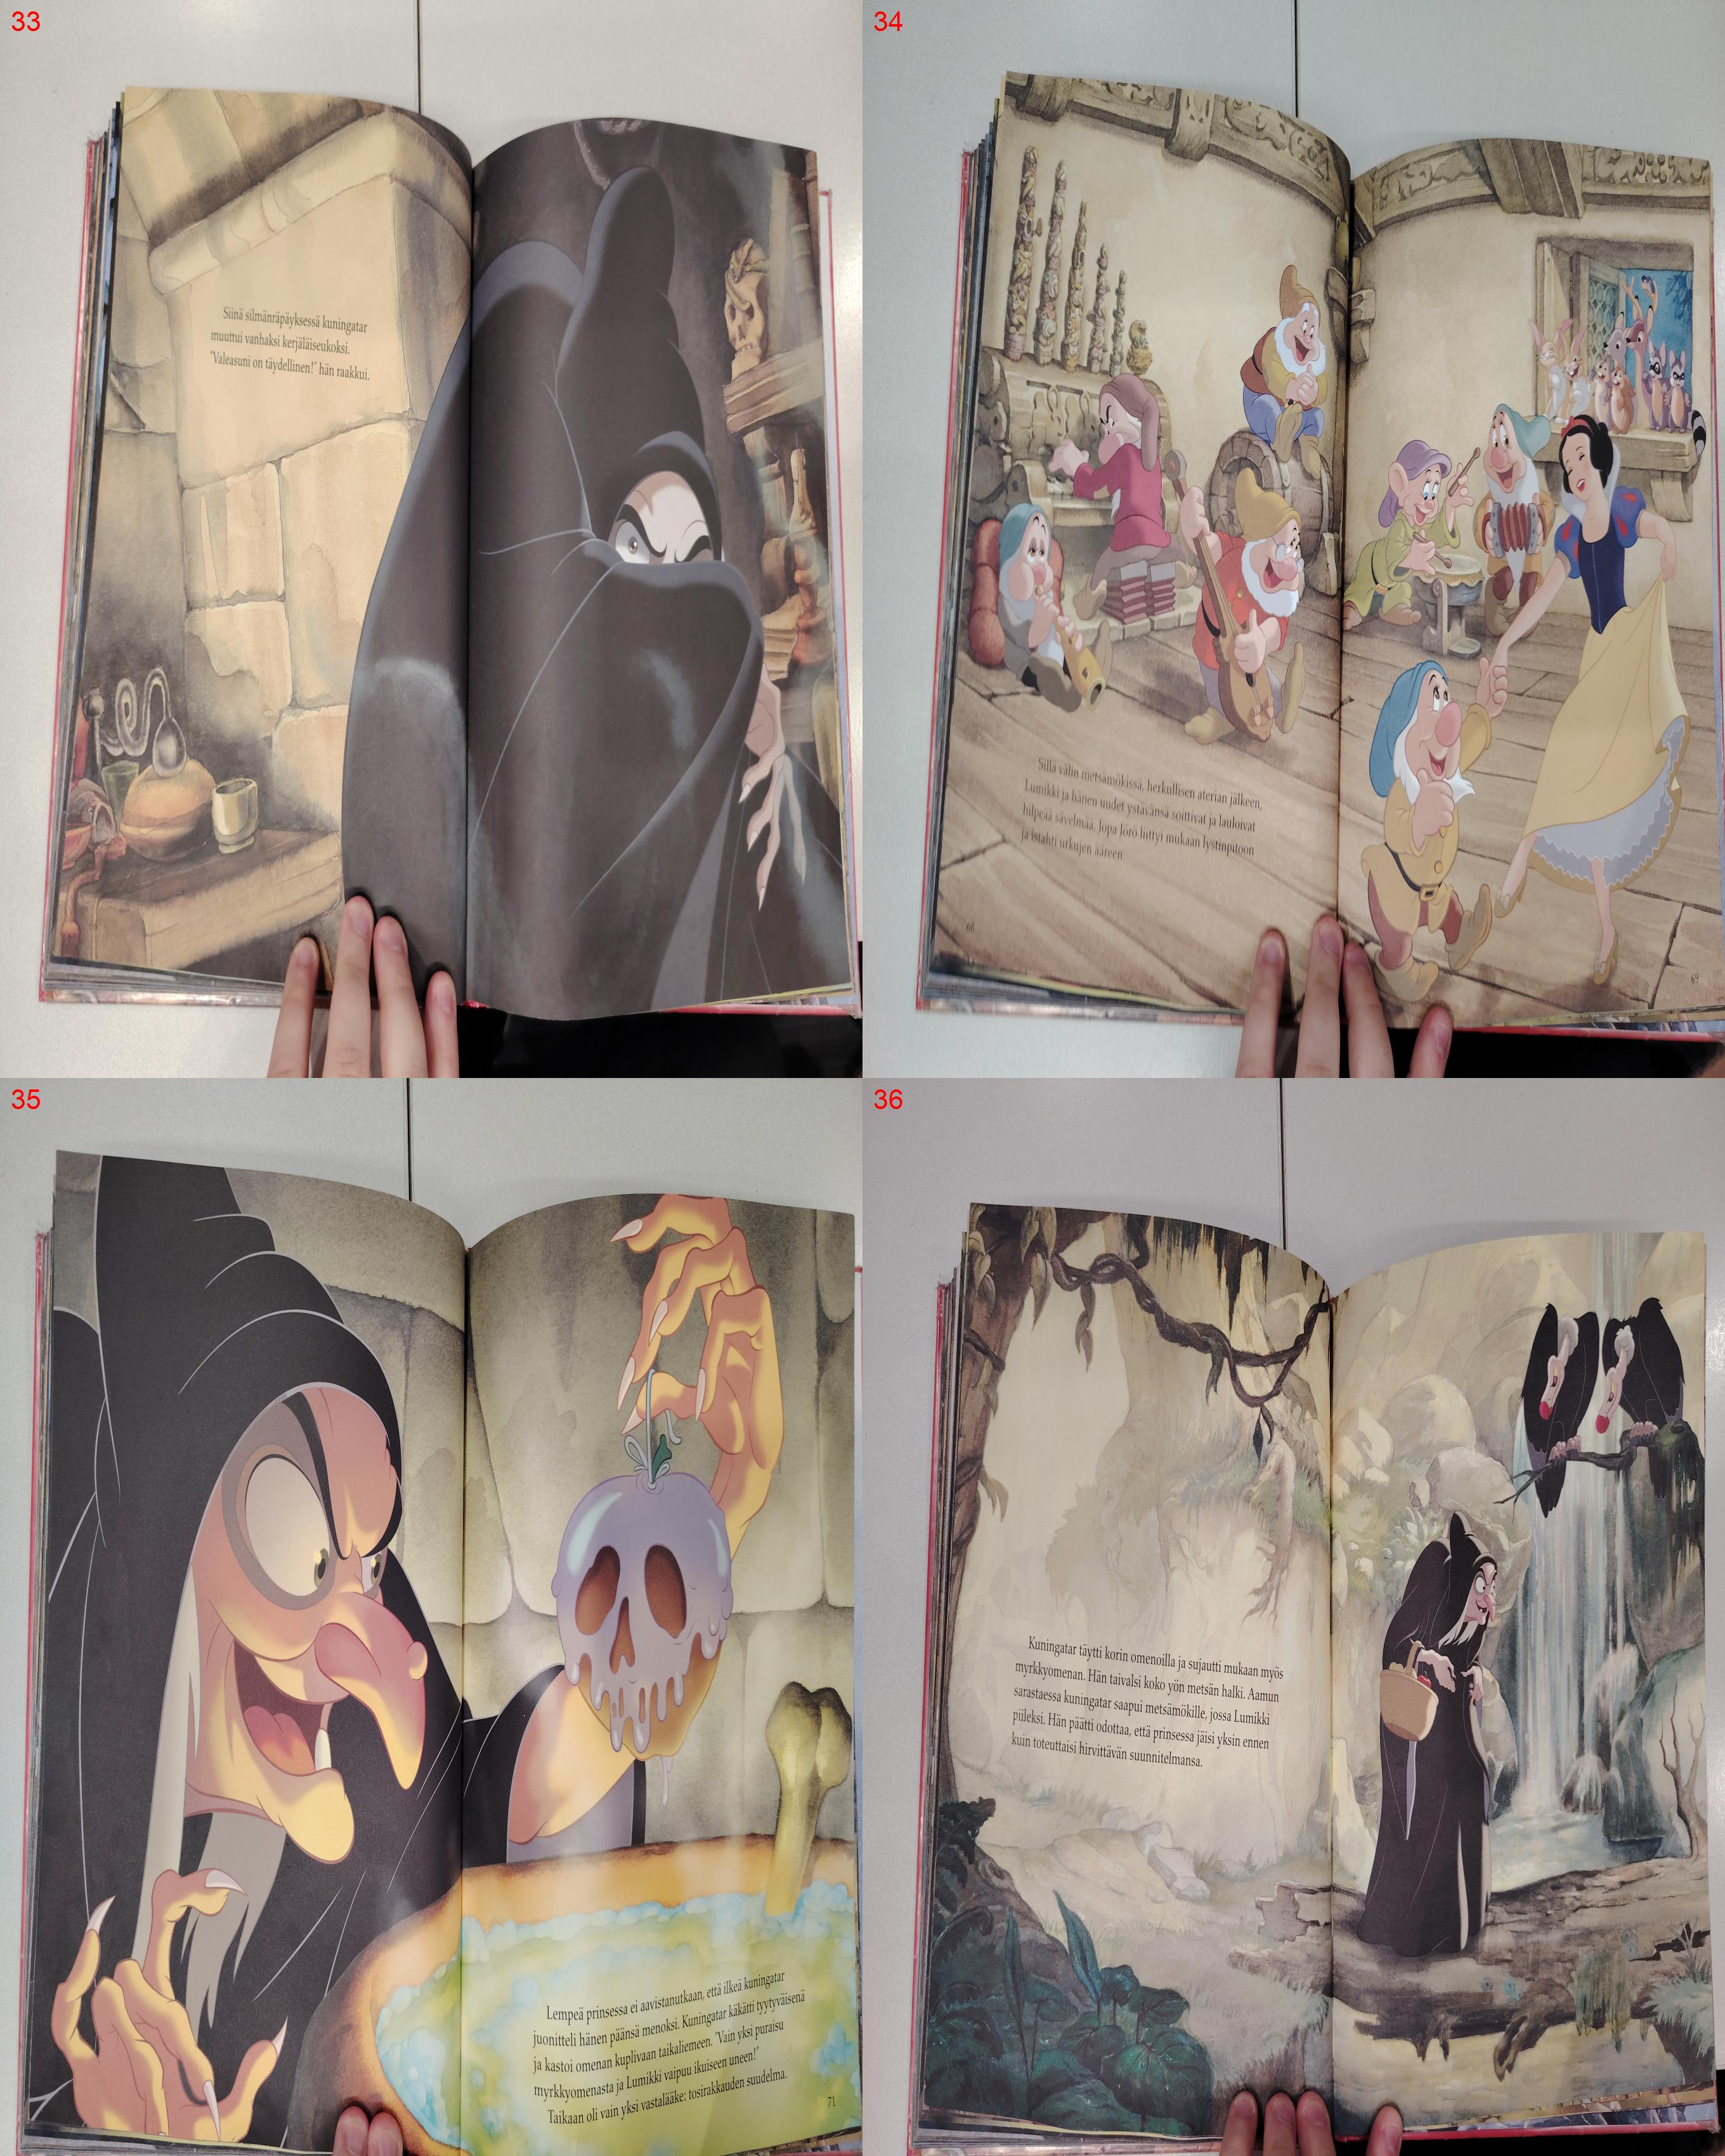 33
Siinä silmänräpäyksessä kuningatar
muuttui vanhaksi kerjäläiseukoksi.
"Valeasuni on täydellinen!" hän raakkui.
34
Sillä välin metsämökissä, herkullisen aterian jälkeen,
Lumikki ja hänen uudet ystävänsä soittivat ja lauloivat
hilpeää sävelmää. Jopa Jörö liittyi mukaan lystinpitoon
ja istahti urkujen ääreen.
68
69
35
Lempeä prinsessa ei aavistanutkaan, että ilkeä kuningatar
juonitteli hänen päänsä menoksi. Kuningatar käkätti tyytyväisenä
ja kastoi omenan kuplivaan taikaliemeen. "Vain yksi puraisu
myrkkyomenasta ja Lumikki vaipuu ikuiseen uneen!"
Taikaan oli vain yksi vastalääke: tosirakkauden suudelma.
71
36
Kuningatar täytti korin omenoilla ja sujautti mukaan myös
myrkkyomenan. Hän taivalsi koko yön metsän halki. Aamun
sarastaessa kuningatar saapui metsämökille, jossa Lumikki
piileksi. Hän päätti odottaa, että prinsessa jäisi yksin ennen
kuin toteuttaisi hirvittävän suunnitelmansa.